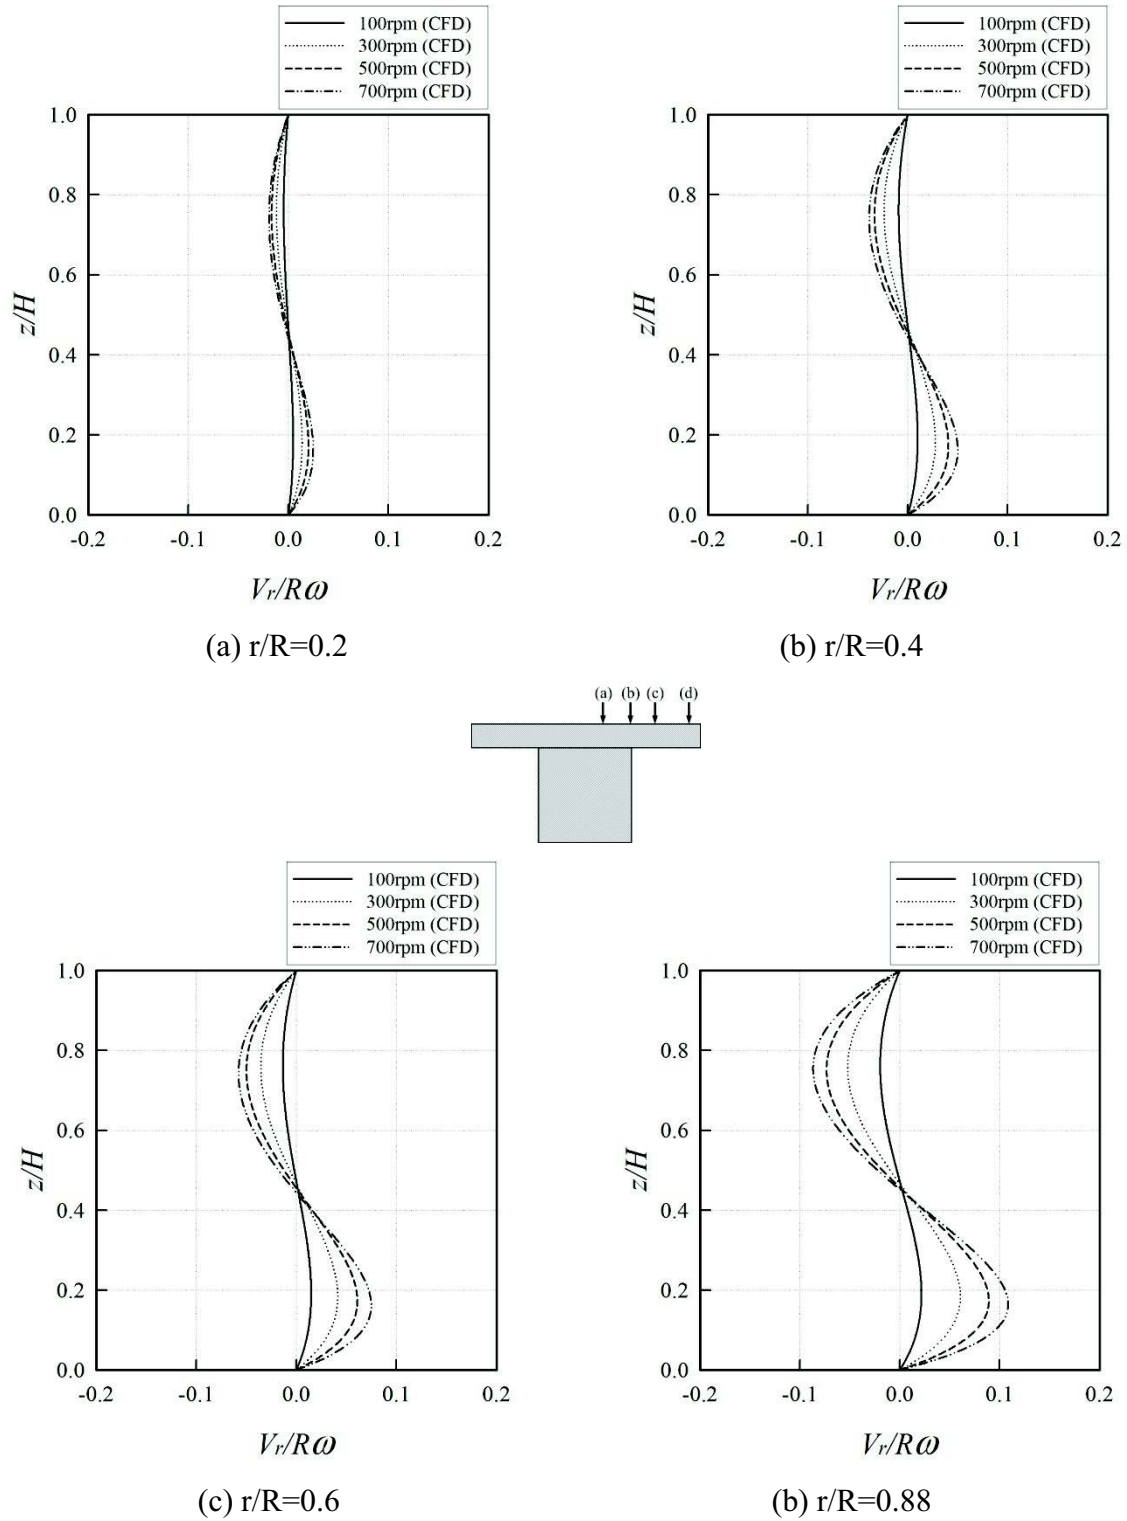 100rpm (CFD)
300rpm (CFD)
500rpm (CFD)
700rpm (CFD)
1.0
0.8
0.6
0.4
0.2
0.0
z/H
-0.2 -0.1 0.0 0.1 0.2
Vr/Rω
(a) r/R=0.2
100rpm (CFD)
300rpm (CFD)
500rpm (CFD)
700rpm (CFD)
1.0
0.8
0.6
0.4
0.2
0.0
z/H
-0.2 -0.1 0.0 0.1 0.2
Vr/Rω
(b) r/R=0.4
(a) (b) (c) (d)
100rpm (CFD)
300rpm (CFD)
500rpm (CFD)
700rpm (CFD)
1.0
0.8
0.6
0.4
0.2
0.0
z/H
-0.2 -0.1 0.0 0.1 0.2
Vr/Rω
(c) r/R=0.6
100rpm (CFD)
300rpm (CFD)
500rpm (CFD)
700rpm (CFD)
1.0
0.8
0.6
0.4
0.2
0.0
z/H
-0.2 -0.1 0.0 0.1 0.2
Vr/Rω
(b) r/R=0.88